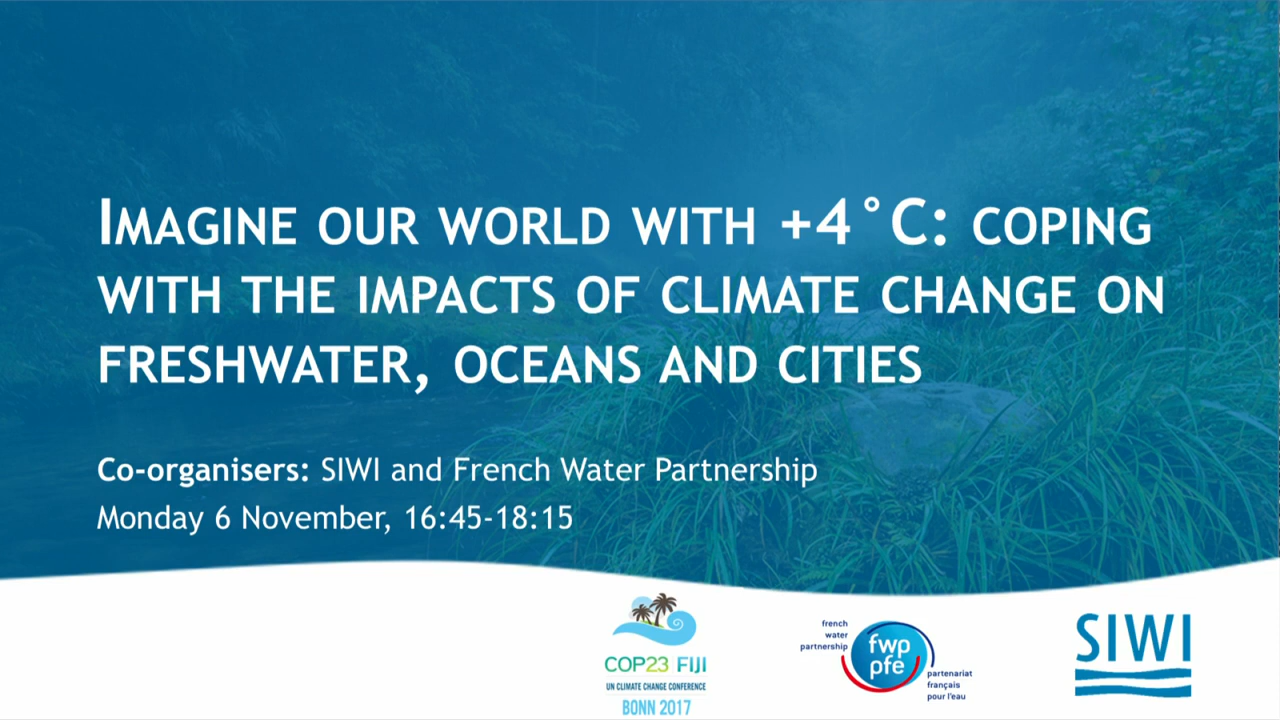 IMAGINE OUR WORLD WITH +4°C: COPING
WITH THE IMPACTS OF CLIMATE CHANGE ON
FRESHWATER, OCEANS AND CITIES
Co-organisers: SIWI and French Water Partnership
Monday 6 November, 16:45-18:15
COP23 FIJI
UN CLIMATE CHANGE CONFERENCE
BONN 2017
french
water
partnership
fwp
pfe
partenariat
français
pour l'eau
SIWI